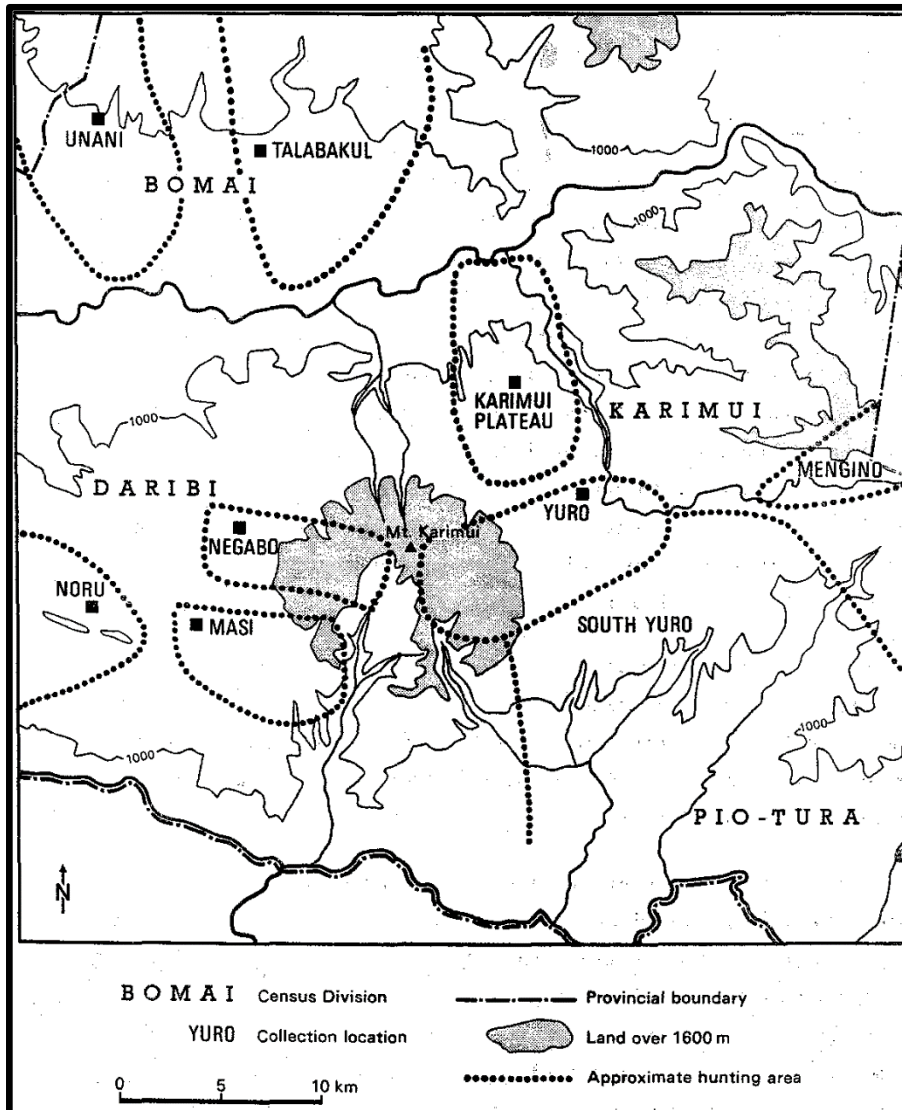 UNANI
TALABAKUL
BOMAI
1000
1000
KARIMUI
PLATEAU
KARIMUI
1000
MENGINO
DARIBI
YURO
NEGABO
Mt. Karimui
NORU
MASI
SOUTH YURO
1000
1000
PIO-TURA
N
BOMAI Census Division
Provincial boundary
YURO Collection location
Land over 1600 m
Approximate hunting area
0 5 10 km